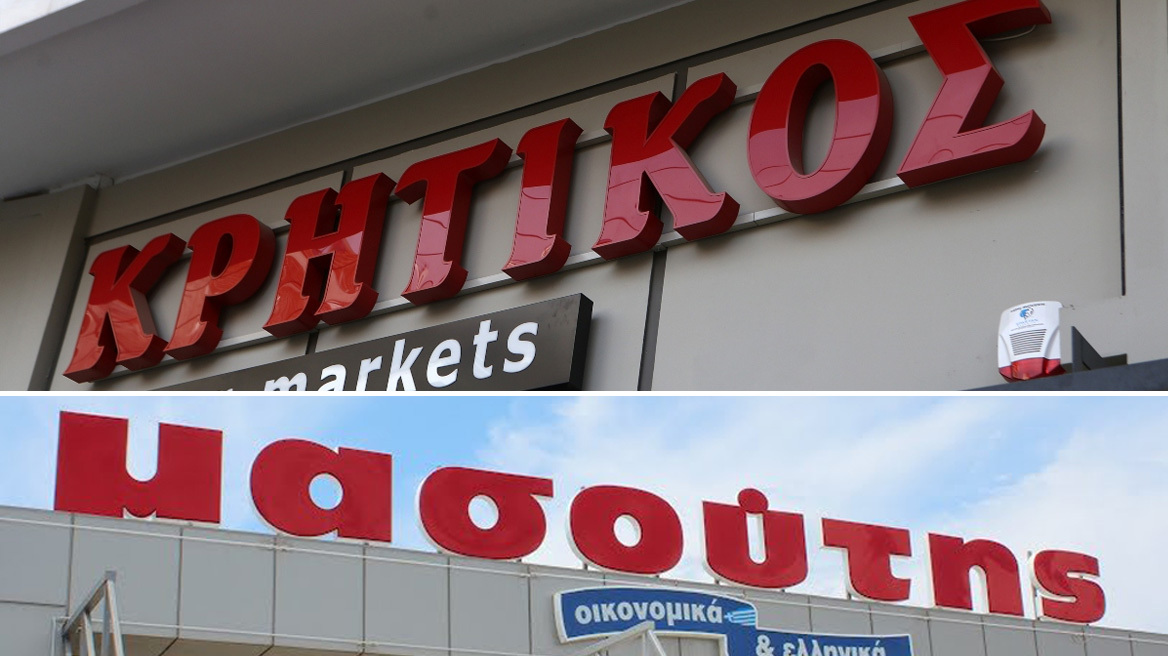 ΚΡΗΤΙΚΟΣ
markets
μασούτης
οικονομικά
& ελληνικά